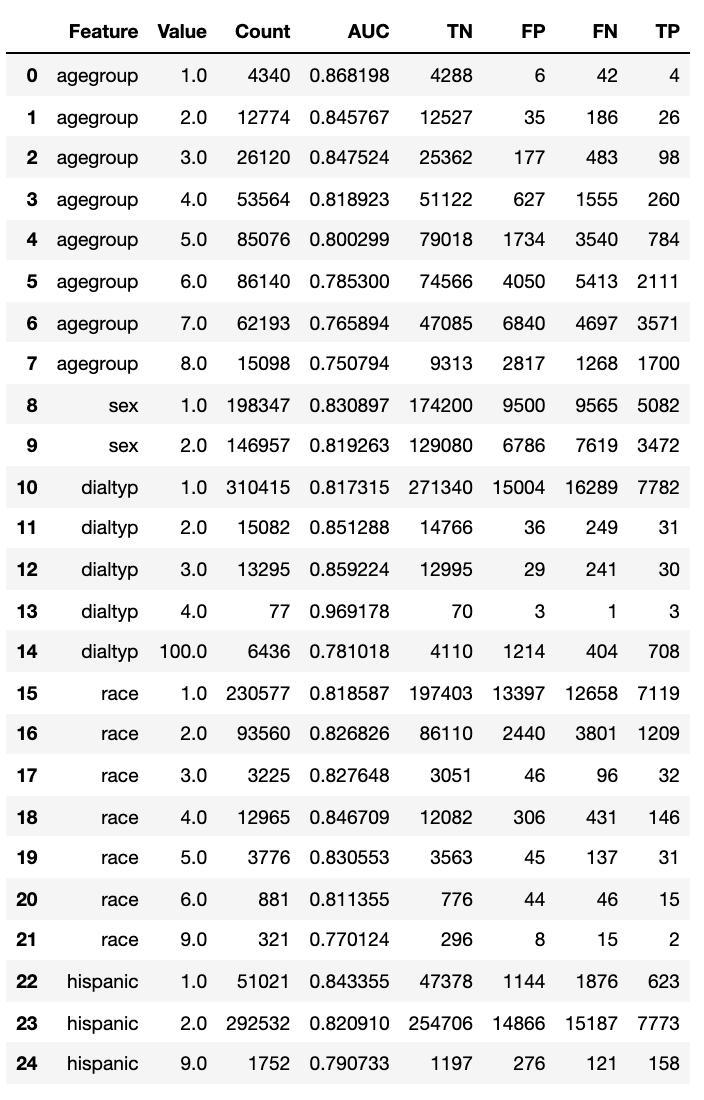 Feature Value Count AUC TN FP FN TP
0 agegroup 1.0 4340 0.868198 4288 6 42 4
1 agegroup 2.0 12774 0.845767 12527 35 186 26
2 agegroup 3.0 26120 0.847524 25362 177 483 98
3 agegroup 4.0 53564 0.818923 51122 627 1555 260
4 agegroup 5.0 85076 0.800299 79018 1734 3540 784
5 agegroup 6.0 86140 0.785300 74566 4050 5413 2111
6 agegroup 7.0 62193 0.765894 47085 6840 4697 3571
7 agegroup 8.0 15098 0.750794 9313 2817 1268 1700
8 sex 1.0 198347 0.830897 174200 9500 9565 5082
9 sex 2.0 146957 0.819263 129080 6786 7619 3472
10 dialtyp 1.0 310415 0.817315 271340 15004 16289 7782
11 dialtyp 2.0 15082 0.851288 14766 36 249 31
12 dialtyp 3.0 13295 0.859224 12995 29 241 30
13 dialtyp 4.0 77 0.969178 70 3 1 3
14 dialtyp 100.0 6436 0.781018 4110 1214 404 708
15 race 1.0 230577 0.818587 197403 13397 12658 7119
16 race 2.0 93560 0.826826 86110 2440 3801 1209
17 race 3.0 3225 0.827648 3051 46 96 32
18 race 4.0 12965 0.846709 12082 306 431 146
19 race 5.0 3776 0.830553 3563 45 137 31
20 race 6.0 881 0.811355 776 44 46 15
21 race 9.0 321 0.770124 296 8 15 2
22 hispanic 1.0 51021 0.843355 47378 1144 1876 623
23 hispanic 2.0 292532 0.820910 254706 14866 15187 7773
24 hispanic 9.0 1752 0.790733 1197 276 121 158